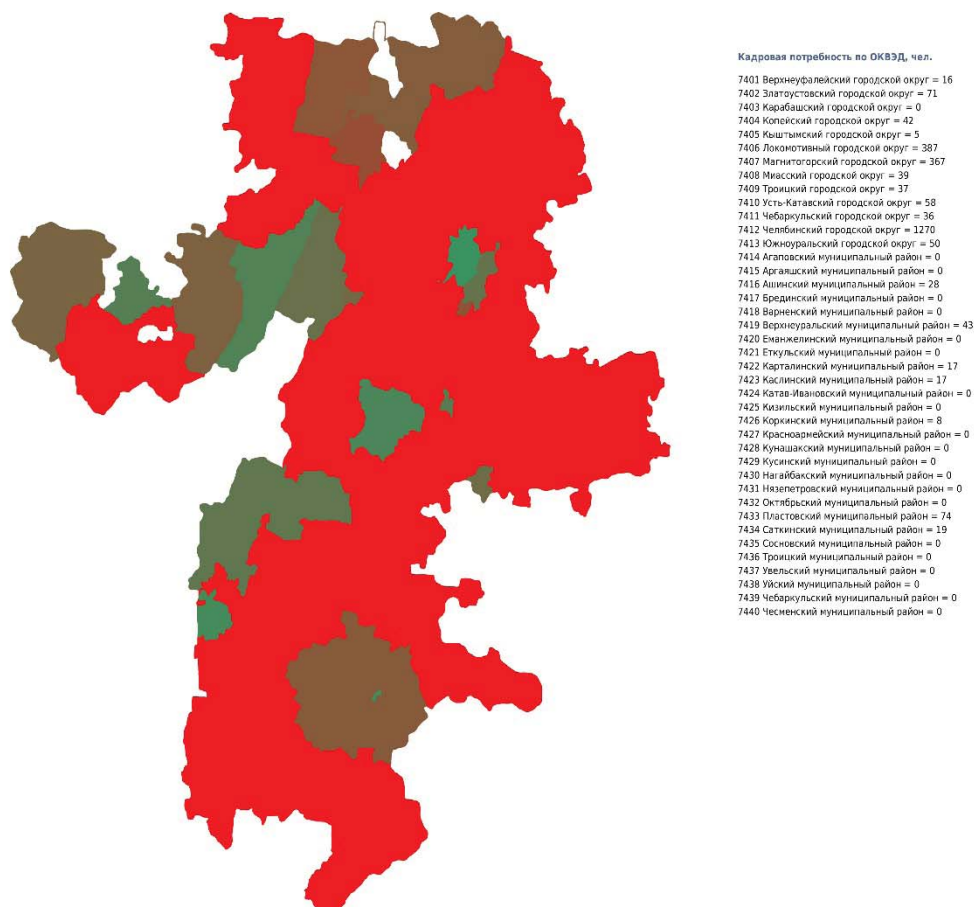 Кадровая потребность по ОКВЭД, чел.
7401 Верхнеуфалейский городской округ = 16
7402 Златоустовский городской округ = 71
7403 Карабашский городской округ = 0
7404 Копейский городской округ = 42
7405 Кыштымский городской округ = 5
7406 Локомотивный городской округ = 387
7407 Магнитогорский городской округ = 367
7408 Миасский городской округ = 39
7409 Троицкий городской округ = 37
7410 Усть-Катавский городской округ = 58
7411 Чебаркульский городской округ = 36
7412 Челябинский городской округ = 1270
7413 Южноуральский городской округ = 50
7414 Агаповский муниципальный район = 0
7415 Аргаяшский муниципальный район = 0
7416 Ашинский муниципальный район = 28
7417 Брединский муниципальный район = 0
7418 Варненский муниципальный район = 0
7419 Верхнеуральский муниципальный район = 43
7420 Еманжелинский муниципальный район = 0
7421 Еткульский муниципальный район = 0
7422 Карталинский муниципальный район = 17
7423 Каслинский муниципальный район = 17
7424 Катав-Ивановский муниципальный район = 0
7425 Кизильский муниципальный район = 0
7426 Коркинский муниципальный район = 8
7427 Красноармейский муниципальный район = 0
7428 Кунашакский муниципальный район = 0
7429 Кусинский муниципальный район = 0
7430 Нагайбакский муниципальный район = 0
7431 Нязепетровский муниципальный район = 0
7432 Октябрьский муниципальный район = 0
7433 Пластовский муниципальный район = 74
7434 Саткинский муниципальный район = 19
7435 Сосновский муниципальный район = 0
7436 Троицкий муниципальный район = 0
7437 Увельский муниципальный район = 0
7438 Уйский муниципальный район = 0
7439 Чебаркульский муниципальный район = 0
7440 Чесменский муниципальный район = 0